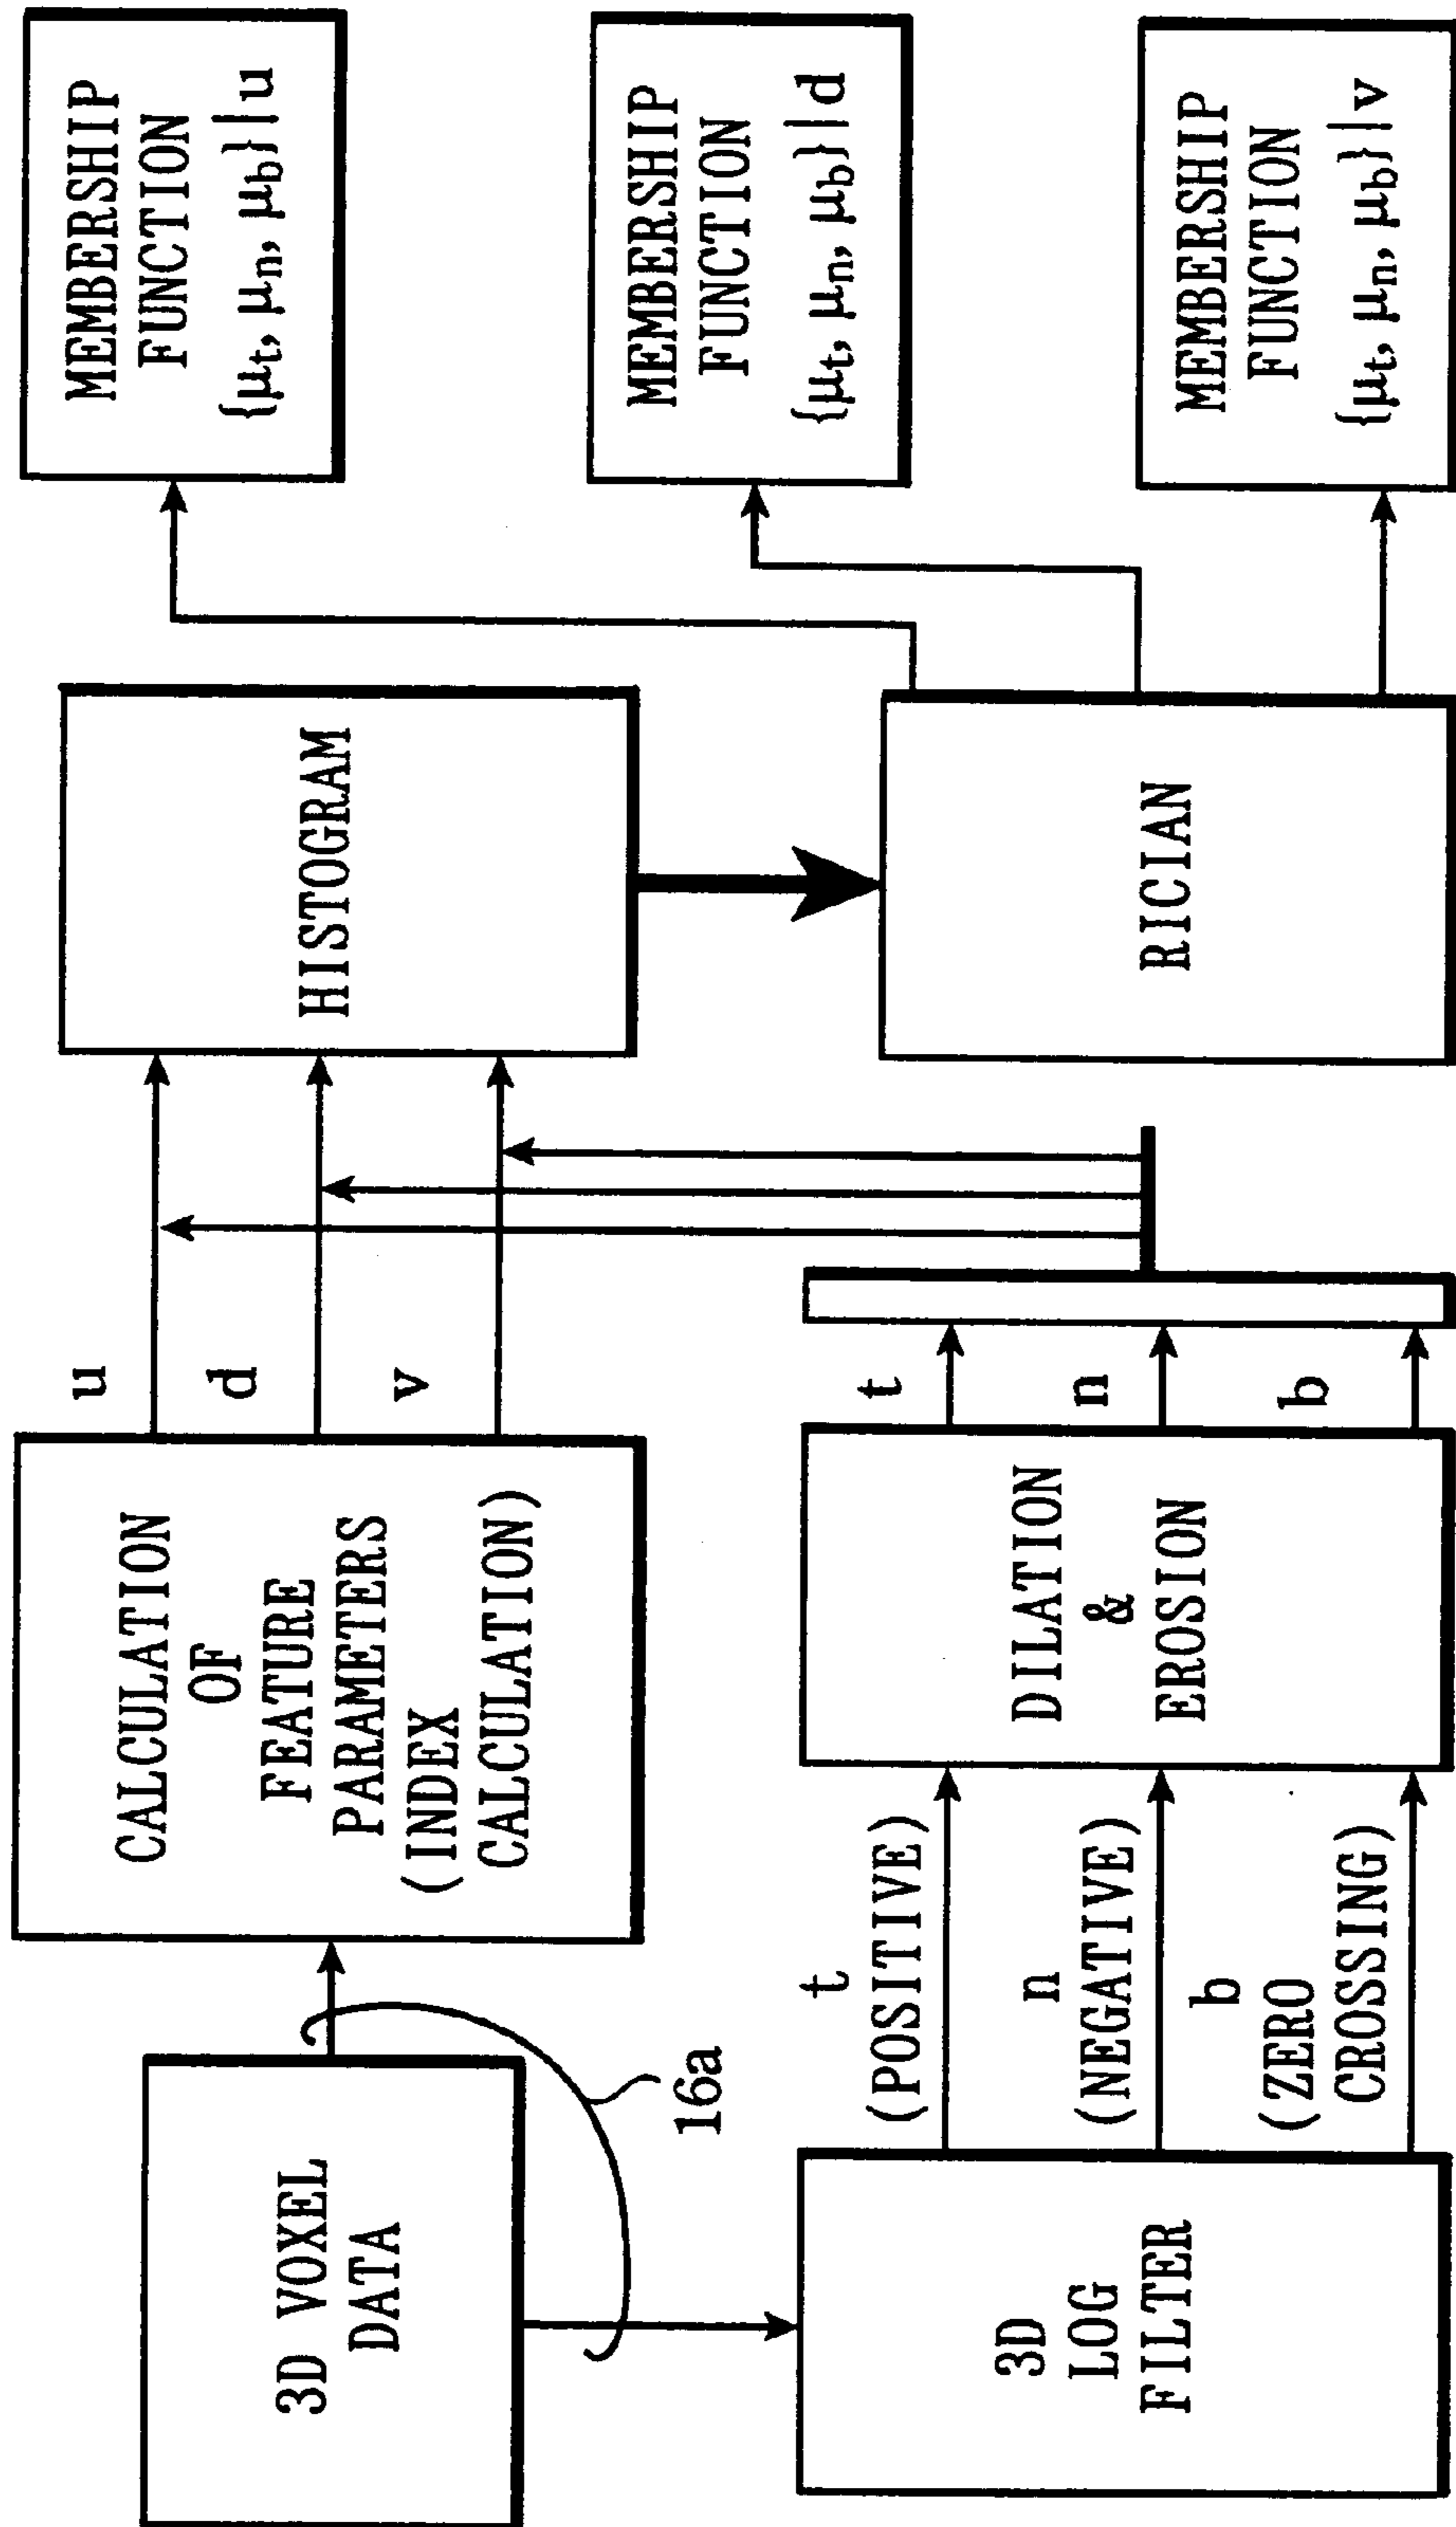 3D VOXEL
DATA
16a
CALCULATION
OF
FEATURE
PARAMETERS
(INDEX
CALCULATION)
u
d
v
HISTOGRAM
MEMBERSHIP
FUNCTION
{μt, μn, μb}|u
MEMBERSHIP
FUNCTION
{μt, μn, μb}|d
MEMBERSHIP
FUNCTION
{μt, μn, μb}|v
3D
LOG
FILTER
t
(POSITIVE)
n
(NEGATIVE)
b
(ZERO
CROSSING)
DILATION
&
EROSION
t
n
b
RICIAN